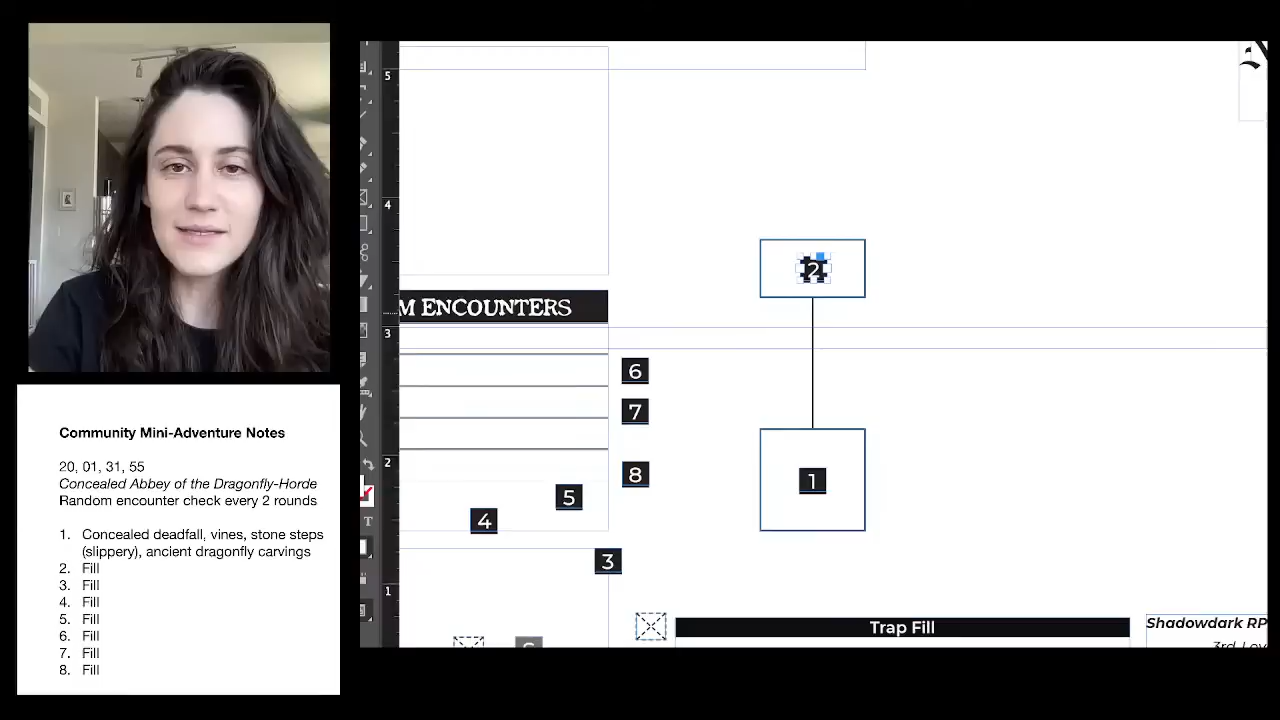 Community Mini-Adventure Notes
20, 01, 31, 55
Concealed Abbey of the Dragonfly-Horde
Random encounter check every 2 rounds
1. Concealed deadfall, vines, stone steps
(slippery), ancient dragonfly carvings
2. Fill
3. Fill
4. Fill
5. Fill
6. Fill
7. Fill
8. Fill
5
4
3
2
1
M ENCOUNTERS
2
6
7
8
1
5
4
3
Trap Fill
Shadowdark RP
3rd-Lev
T